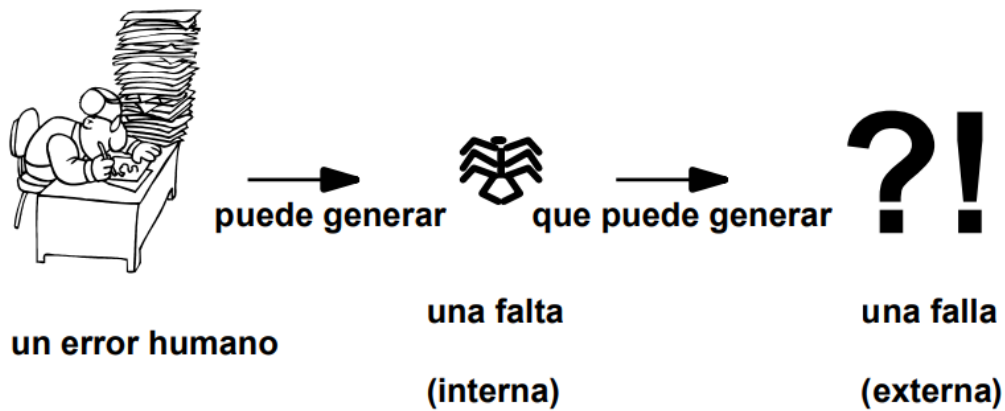 ?!
puede generar
que puede generar
un error humano
una falta
(interna)
una falla
(externa)